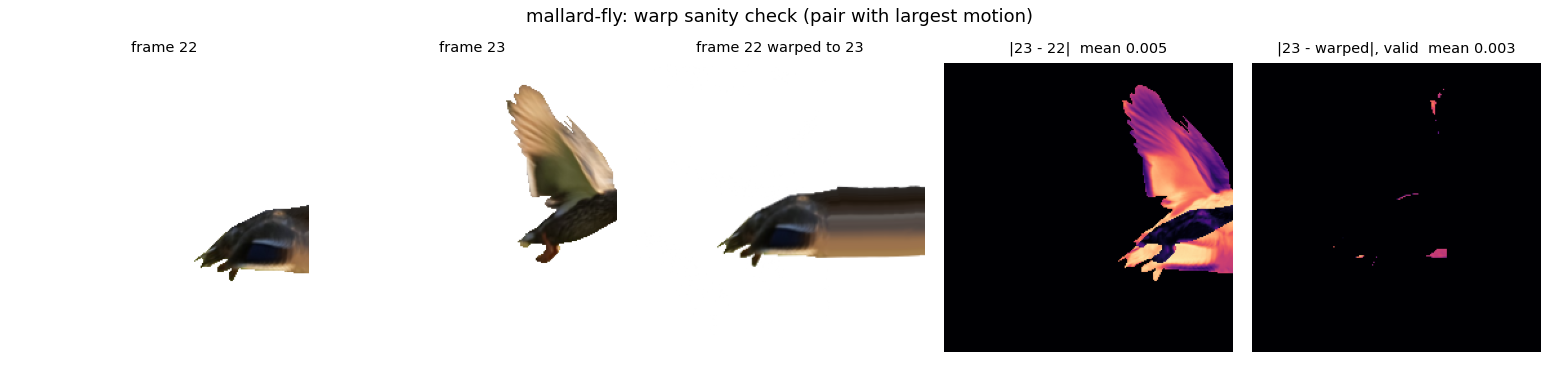 mallard-fly: warp sanity check (pair with largest motion)
frame 22
frame 23
frame 22 warped to 23
|23 - 22|  mean 0.005
|23 - warped|, valid  mean 0.003